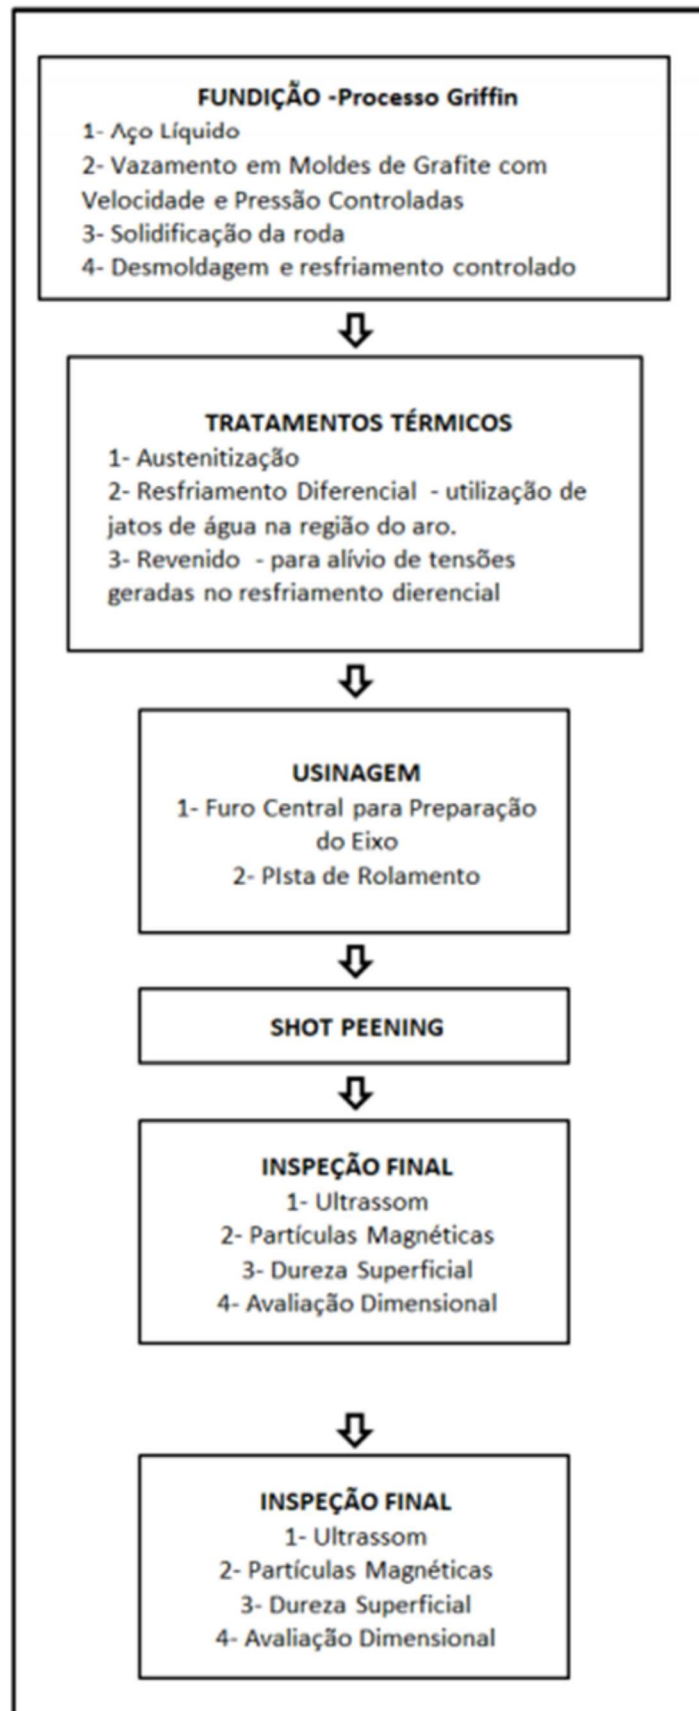 FUNDIÇÃO -Processo Griffin
1- Aço Líquido
2- Vazamento em Moldes de Grafite com
Velocidade e Pressão Controladas
3- Solidificação da roda
4- Desmoldagem e resfriamento controlado
TRATAMENTOS TÉRMICOS
1- Austenitização
2- Resfriamento Diferencial - utilização de
jatos de água na região do aro.
3- Revenido - para alívio de tensões
geradas no resfriamento dierencial
USINAGEM
1- Furo Central para Preparação
do Eixo
2- PIsta de Rolamento
SHOT PEENING
INSPEÇÃO FINAL
1- Ultrassom
2- Partículas Magnéticas
3- Dureza Superficial
4- Avaliação Dimensional
INSPEÇÃO FINAL
1- Ultrassom
2- Partículas Magnéticas
3- Dureza Superficial
4- Avaliação Dimensional